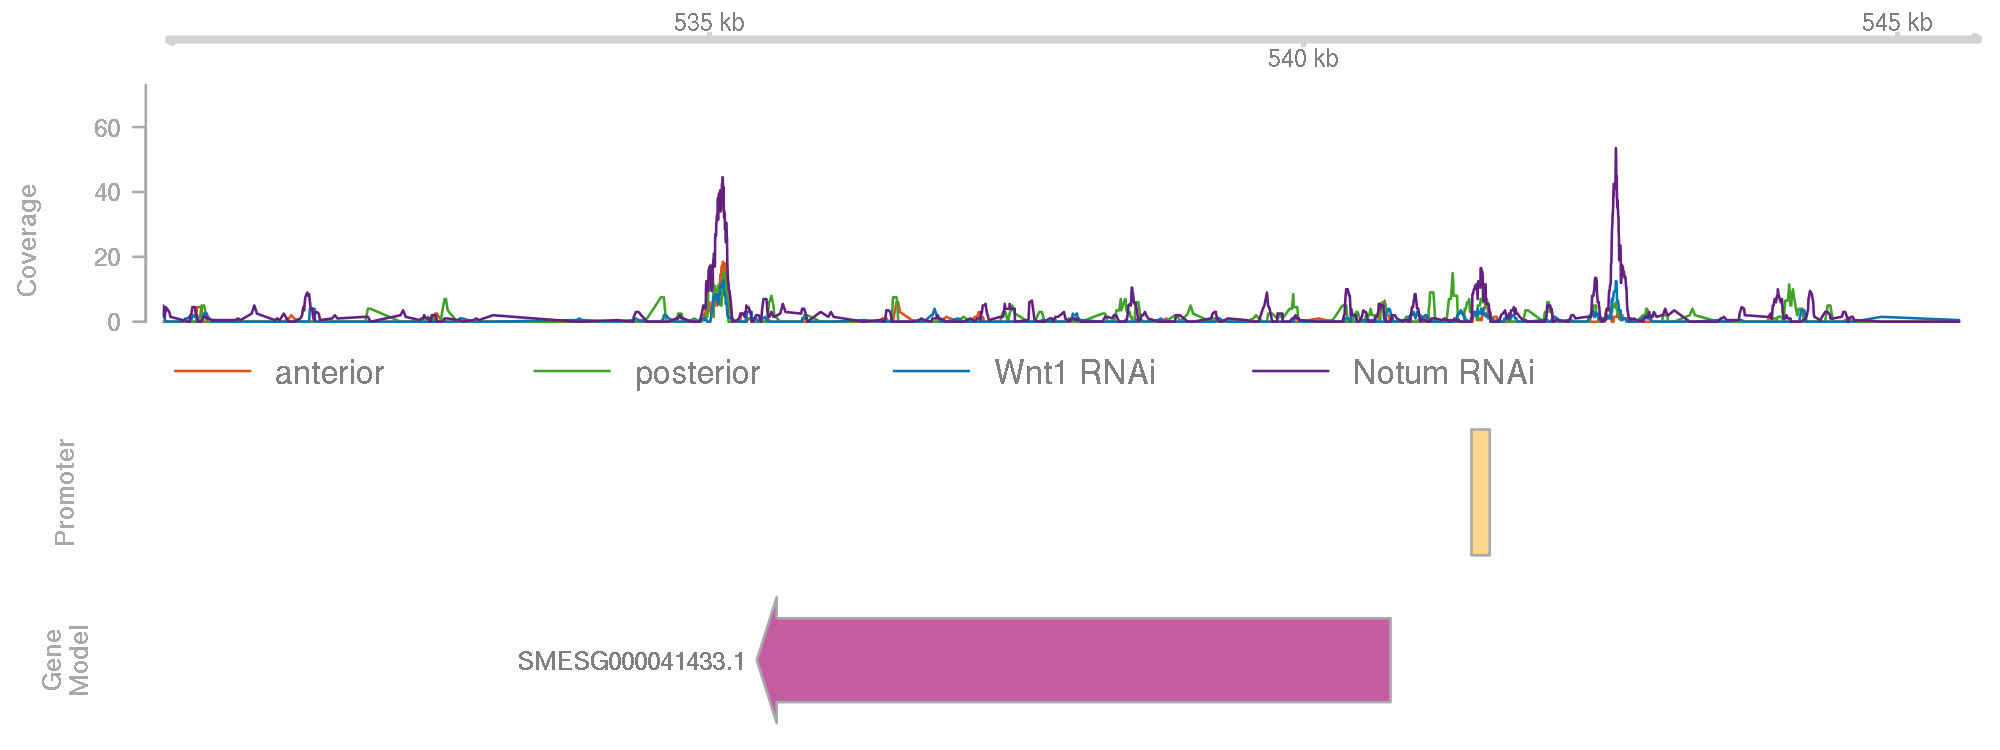 535 kb
545 kb
540 kb
Coverage
60
40
20
0
anterior
posterior
Wnt1 RNAi
Notum RNAi
Promoter
Gene
Model
SMESG000041433.1